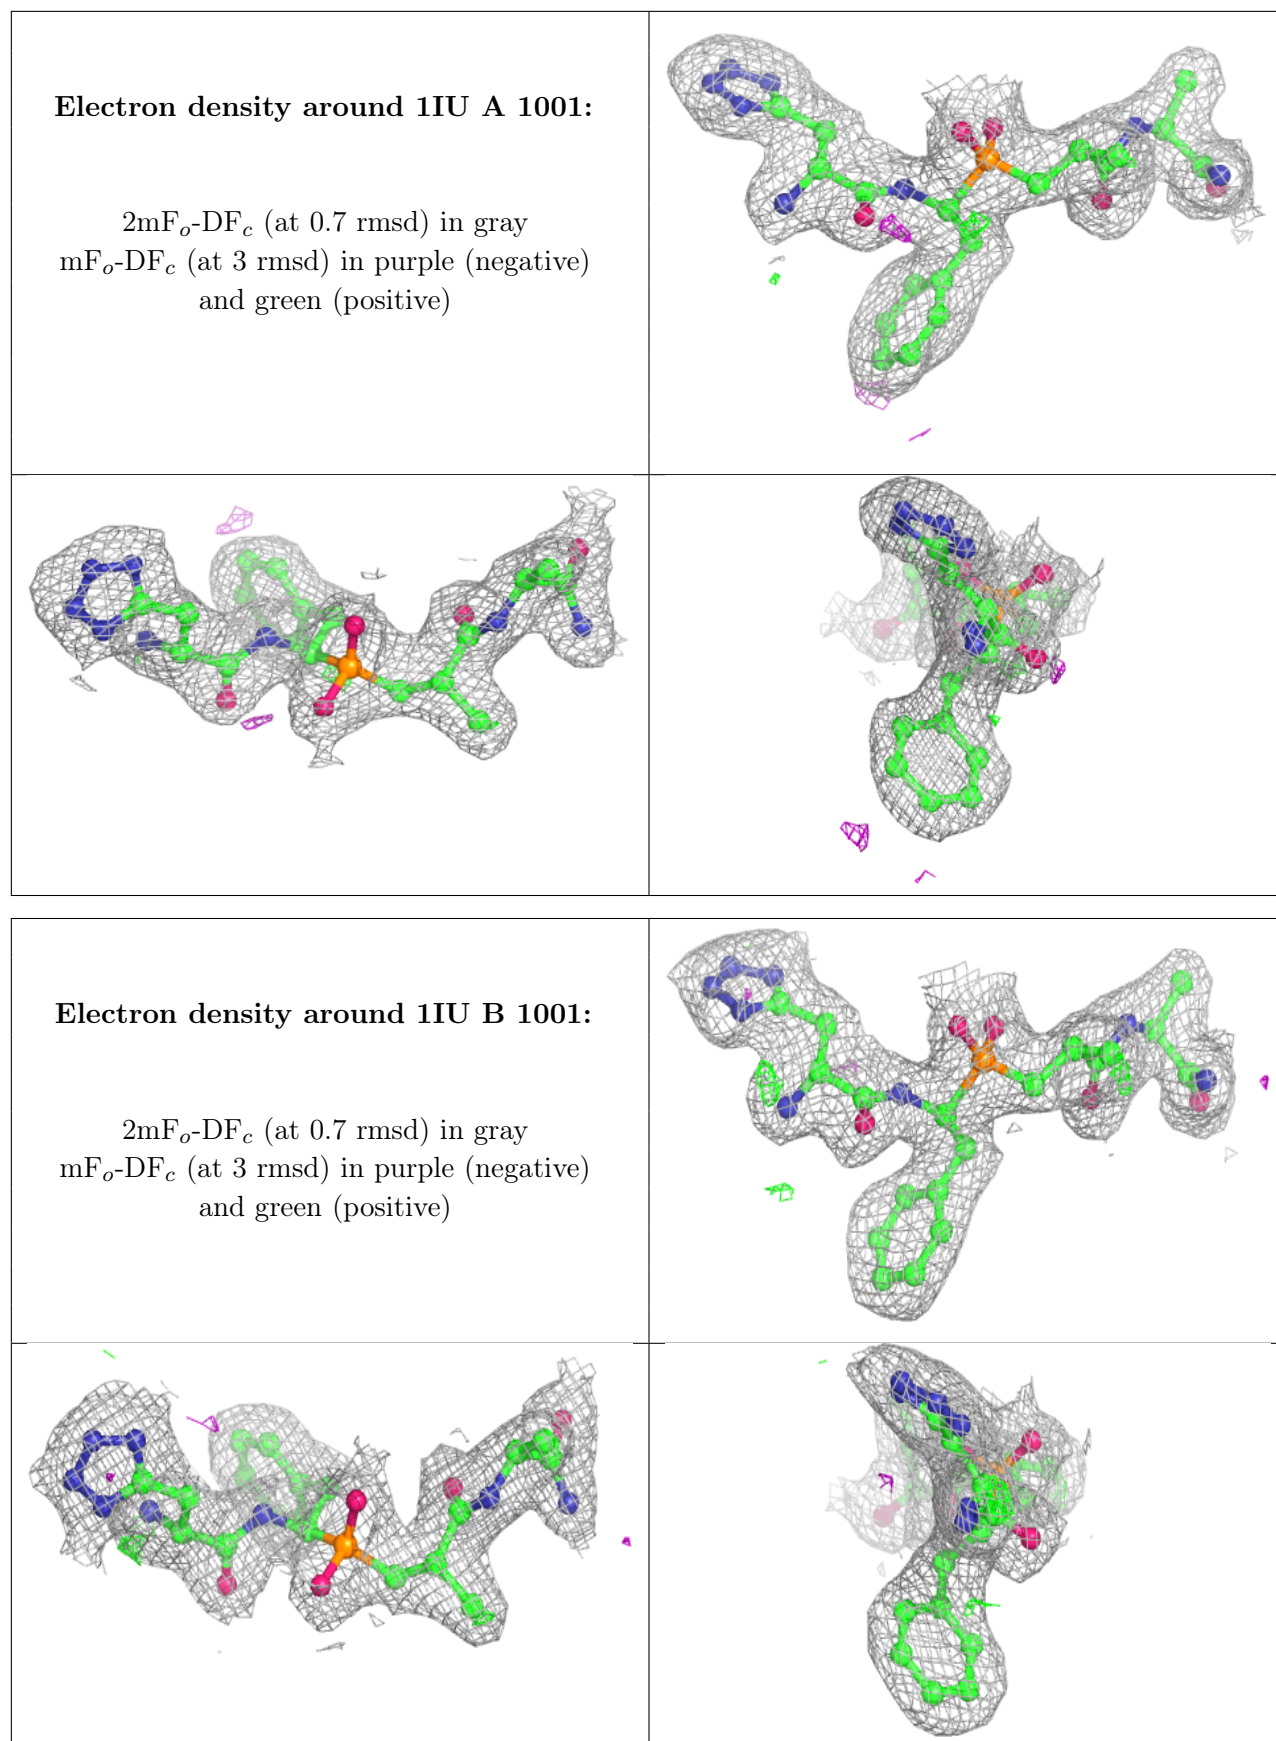 Electron density around 1IU A 1001:
2mFo-DFc (at 0.7 rmsd) in gray
mFo-DFc (at 3 rmsd) in purple (negative)
and green (positive)
Electron density around 1IU B 1001:
2mFo-DFc (at 0.7 rmsd) in gray
mFo-DFc (at 3 rmsd) in purple (negative)
and green (positive)